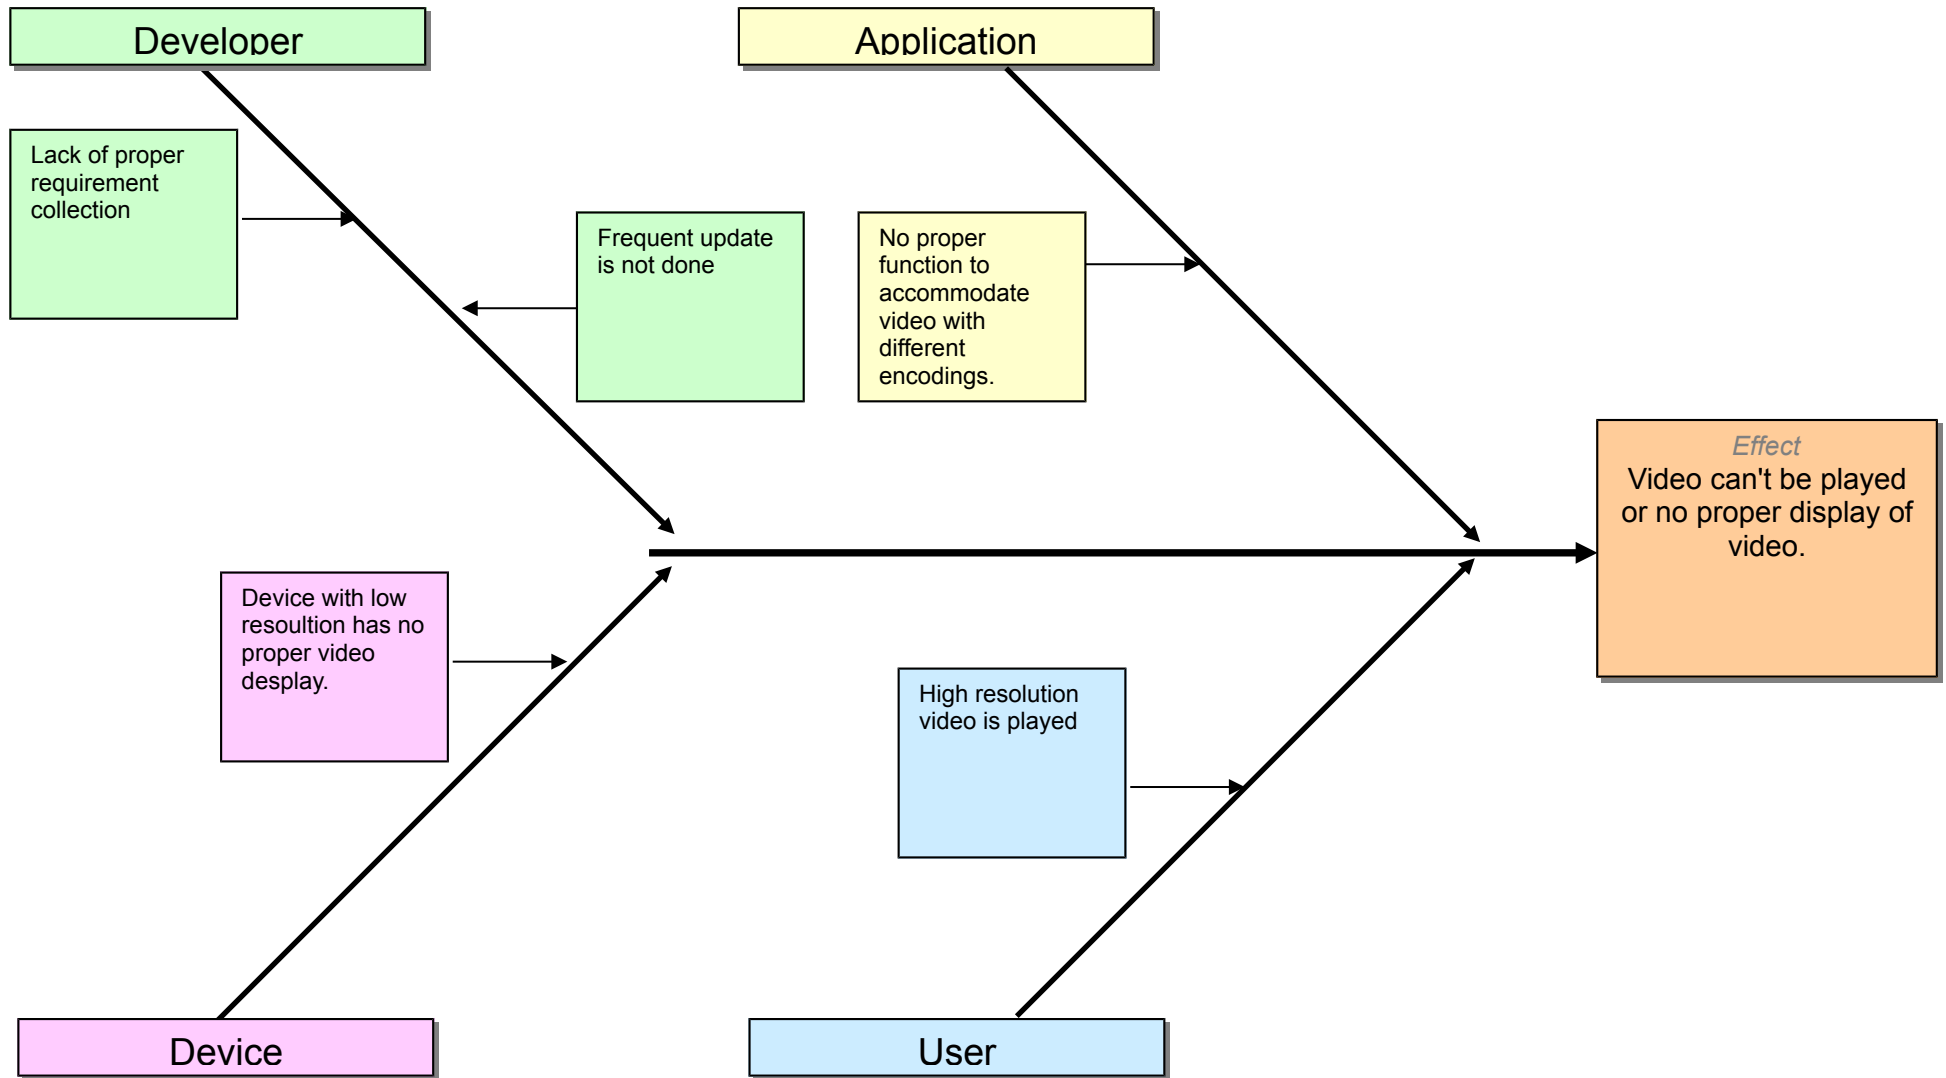 Developer
Application
Lack of proper
requirement
collection
Frequent update
is not done
No proper
function to
accommodate
video with
different
encodings.
Effect
Video can't be played
or no proper display of
video.
Device with low
resoultion has no
proper video
desplay.
High resolution
video is played
Device
User